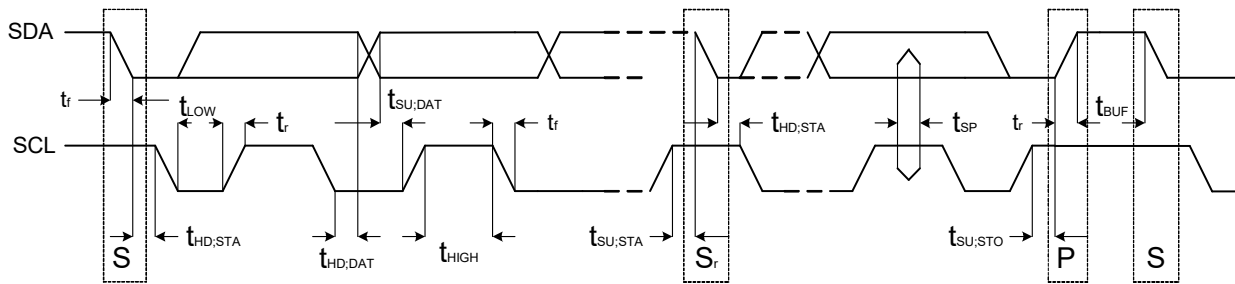 SDA
tf
tLOW
tr
tSU;DAT
tf
tHD;STA
tSP
tr
tBUF
SCL
S
tHD;STA
tHD;DAT
tHIGH
tSU;STA
Sr
tSU;STO
P
S